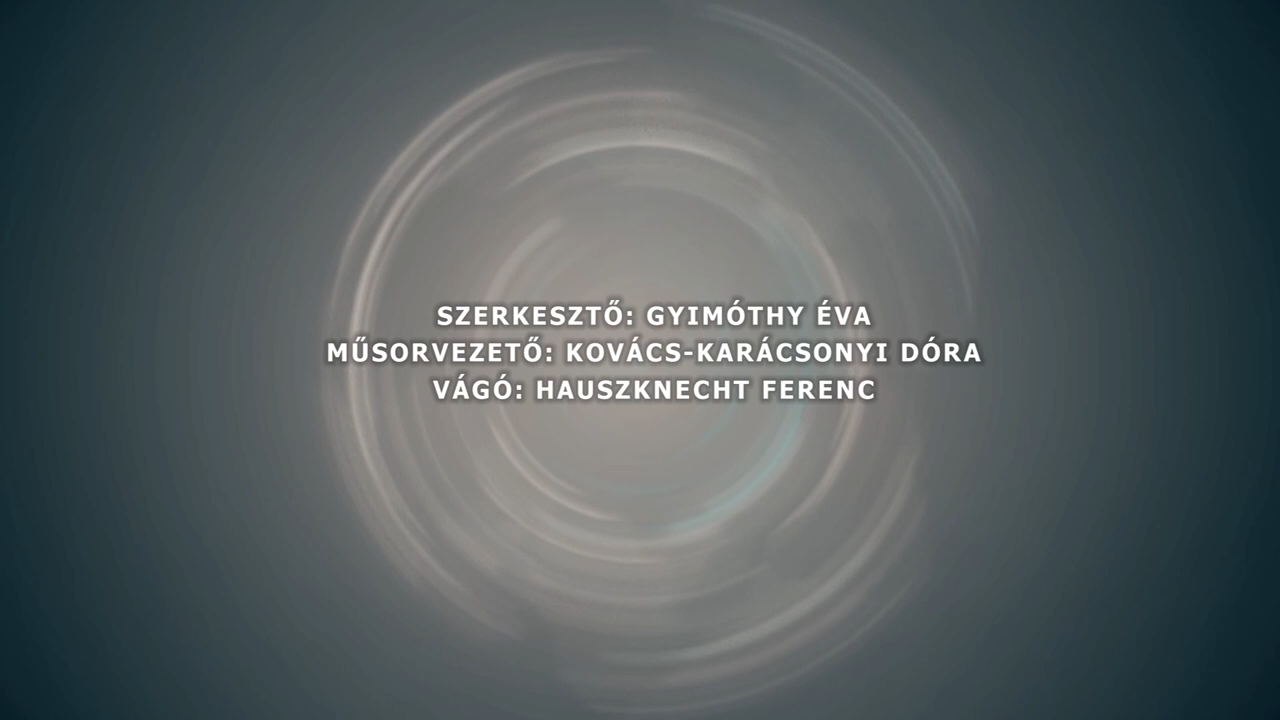 SZERKESZTŐ: GYIMÓTHY ÉVA
MŰSORVEZETŐ: KOVÁCS-KARÁCSONYI DÓRA
VÁGÓ: HAUSZKNECHT FERENC